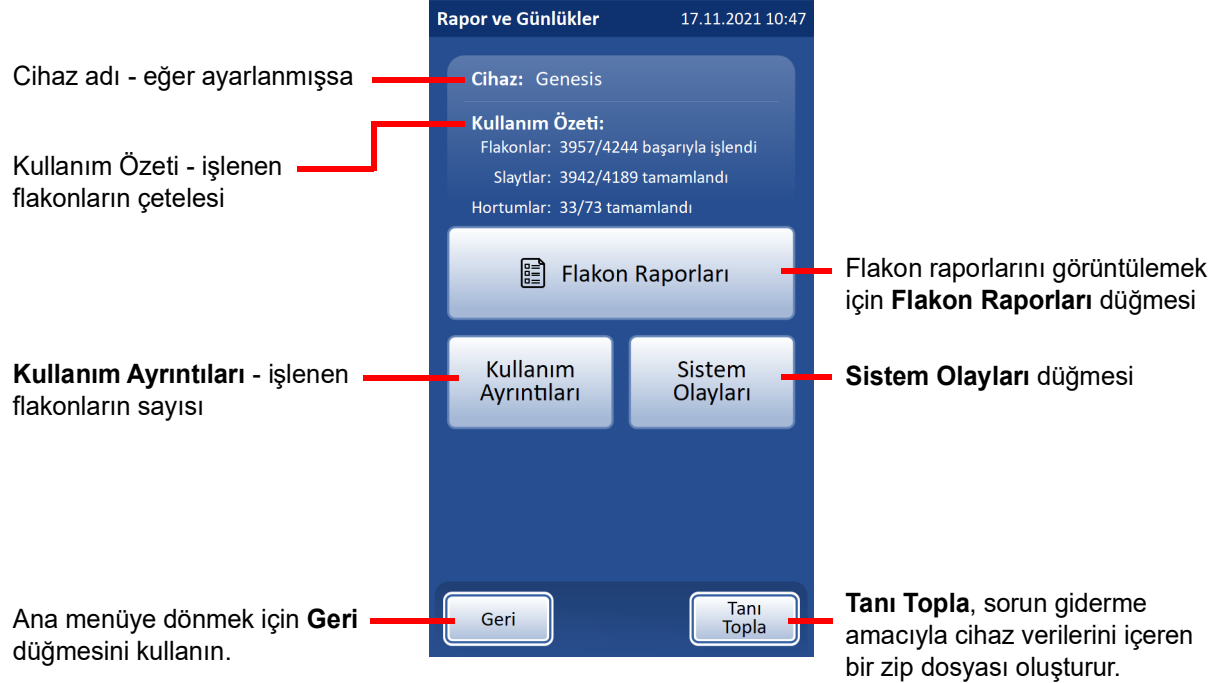 Rapor ve Günlükler 17.11.2021 10:47
Cihaz adı - eğer ayarlanmışsa
Cihaz: Genesis
Kullanım Özeti - işlenen
flakonların çetelesi
Kullanım Özeti:
Flakonlar: 3957/4244 başarıyla işlendi
Slaytlar: 3942/4189 tamamlandı
Hortumlar: 33/73 tamamlandı
Flakon Raporları
Flakon raporlarını görüntülemek
için Flakon Raporları düğmesi
Kullanım Ayrıntıları - işlenen
flakonların sayısı
Kullanım
Ayrıntıları
Sistem
Olayları
Sistem Olayları düğmesi
Ana menüye dönmek için Geri
düğmesini kullanın.
Geri
Tanı
Topla
Tanı Topla, sorun giderme
amacıyla cihaz verilerini içeren
bir zip dosyası oluşturur.